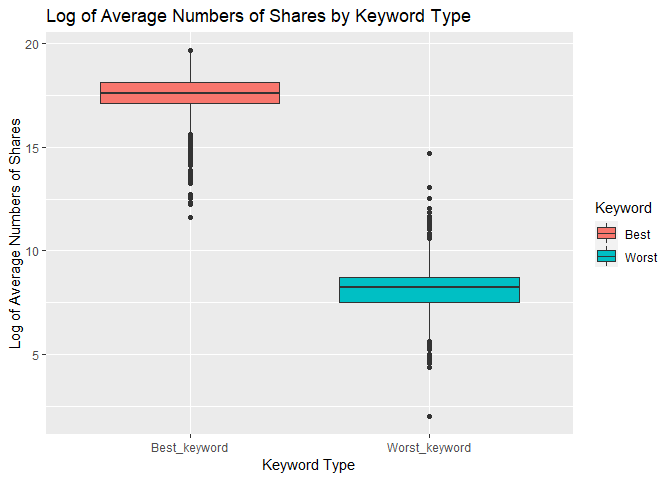 Log of Average Numbers of Shares by Keyword Type
Log of Average Numbers of Shares
20
15
10
5
Best_keyword
Worst_keyword
Keyword Type
Keyword
Best
Worst